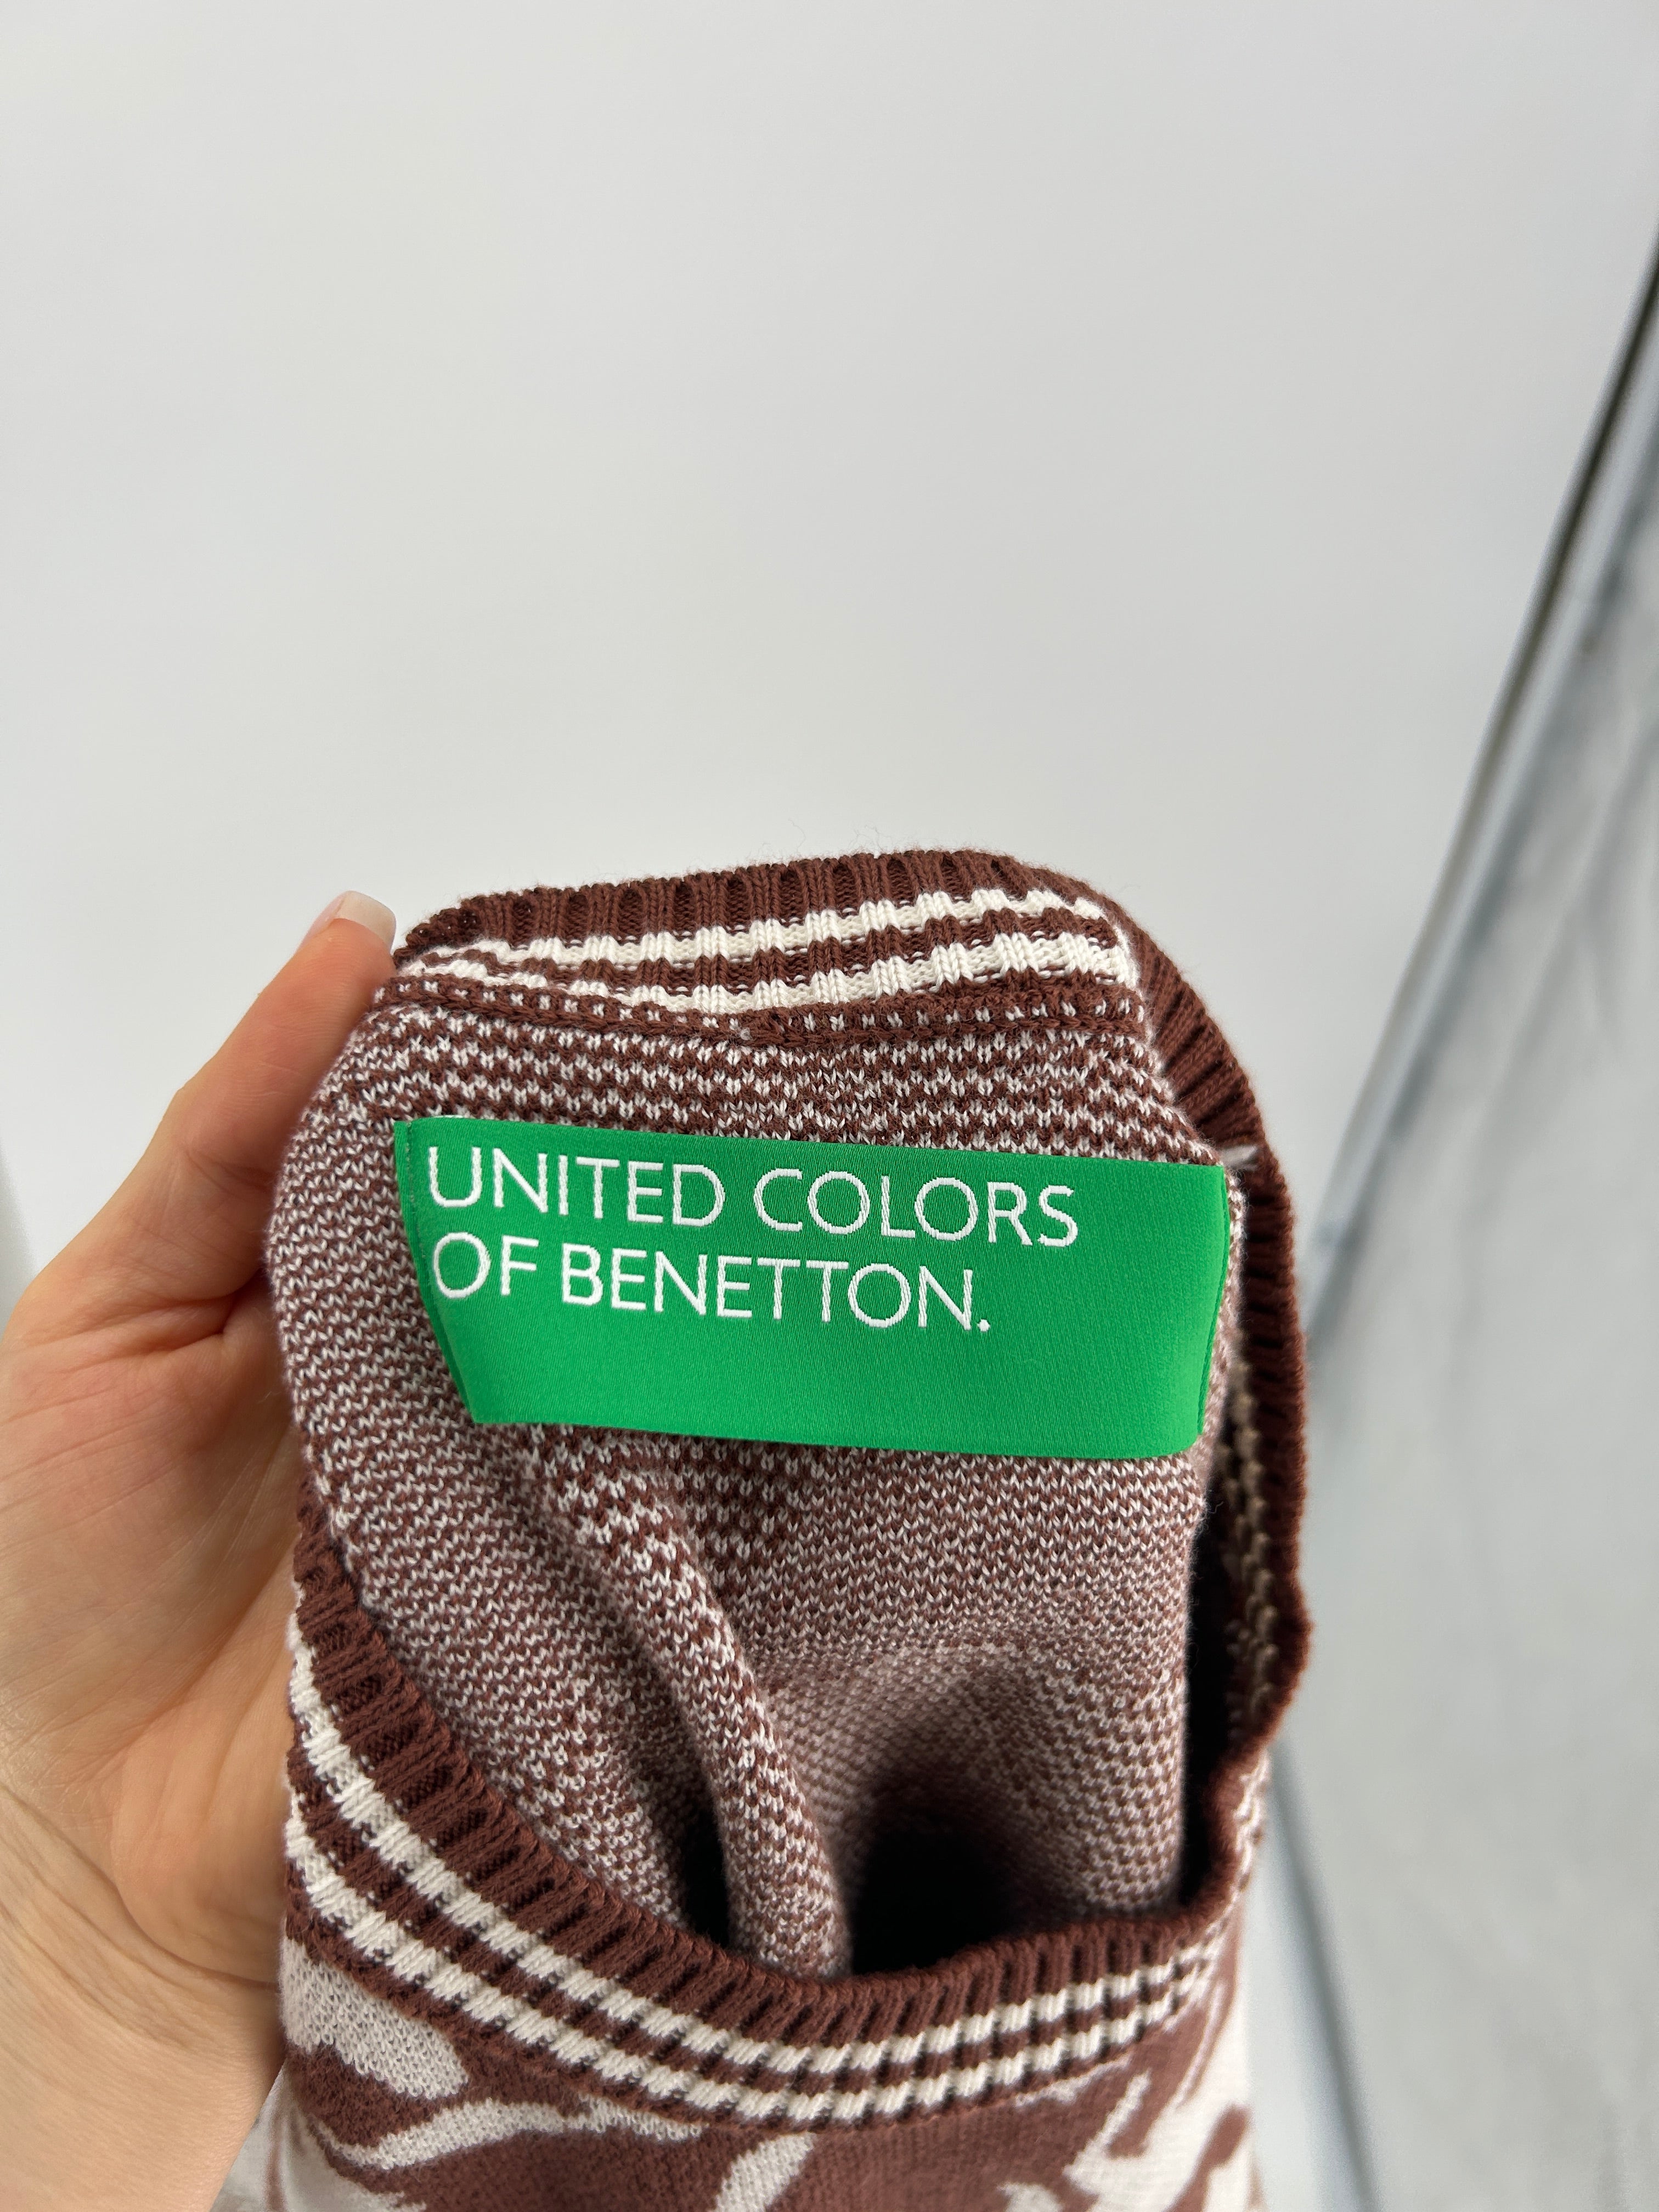 UNITED COLORS
OF BENETTON.